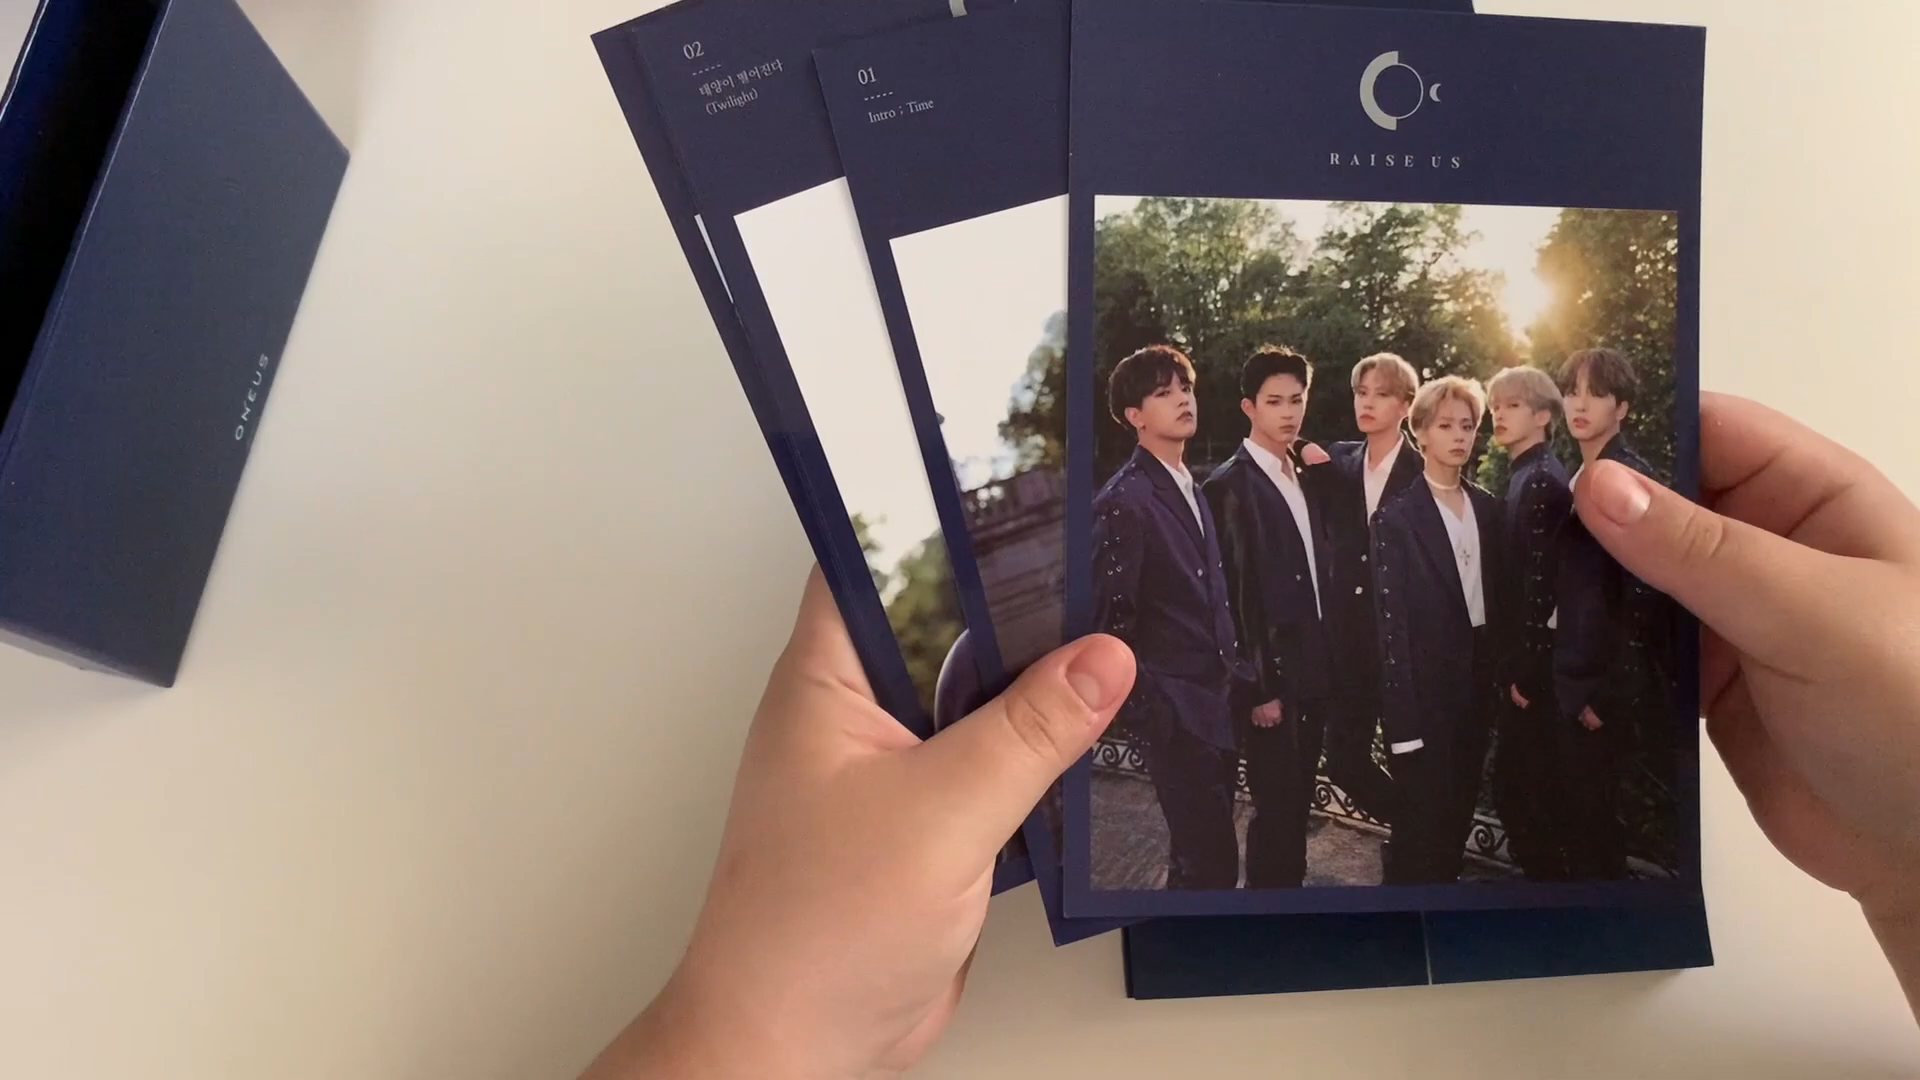 02
태양이 떨어진다
(Twilight)
01
Intro ; Time
RAISE US
ONEUS